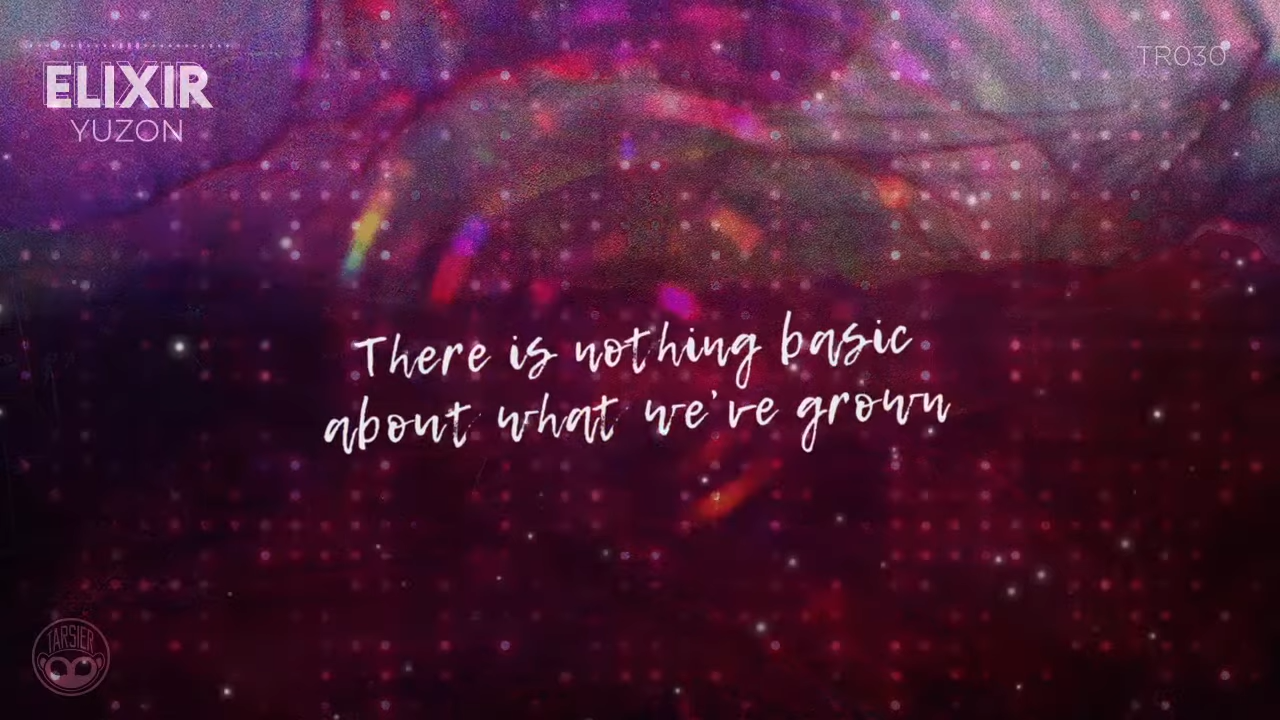 ELIXIR
YUZON
TR030
There is nothing basic
about what we've grown
TARSIER